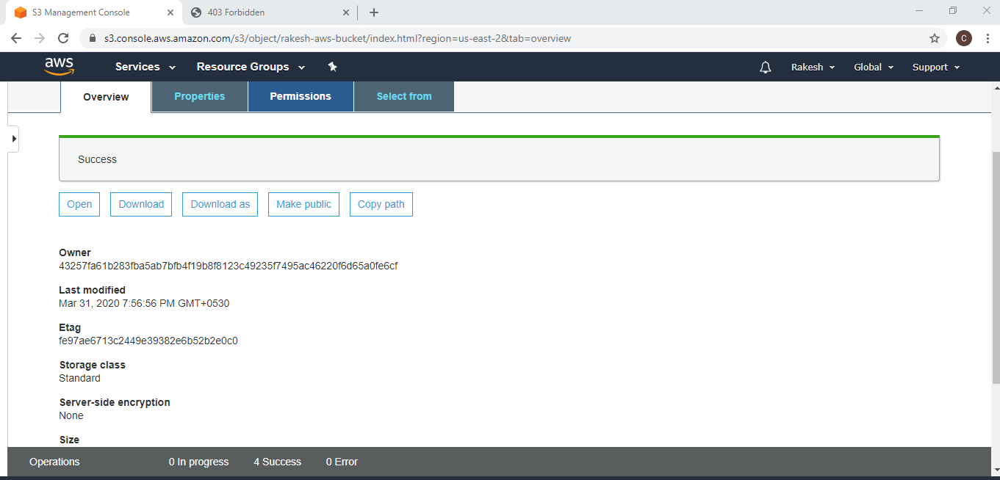 S3 Management Console
403 Forbidden
s3.console.aws.amazon.com/s3/object/rakesh-aws-bucket/index.html?region=us-east-2&tab=overview
C
aws
Services
Resource Groups
Rakesh
Global
Support
Overview
Properties
Permissions
Select from
Success
Open
Download
Download as
Make public
Copy path
Owner
43257fa61b283fba5ab7bfb4f19b8f8123c49235f7495ac46220f6d65a0fe6cf
Last modified
Mar 31, 2020 7:56:56 PM GMT+0530
Etag
fe97ae6713c2449e39382e6b52b2e0c0
Storage class
Standard
Server-side encryption
None
Size
Operations
0 In progress
4 Success
0 Error